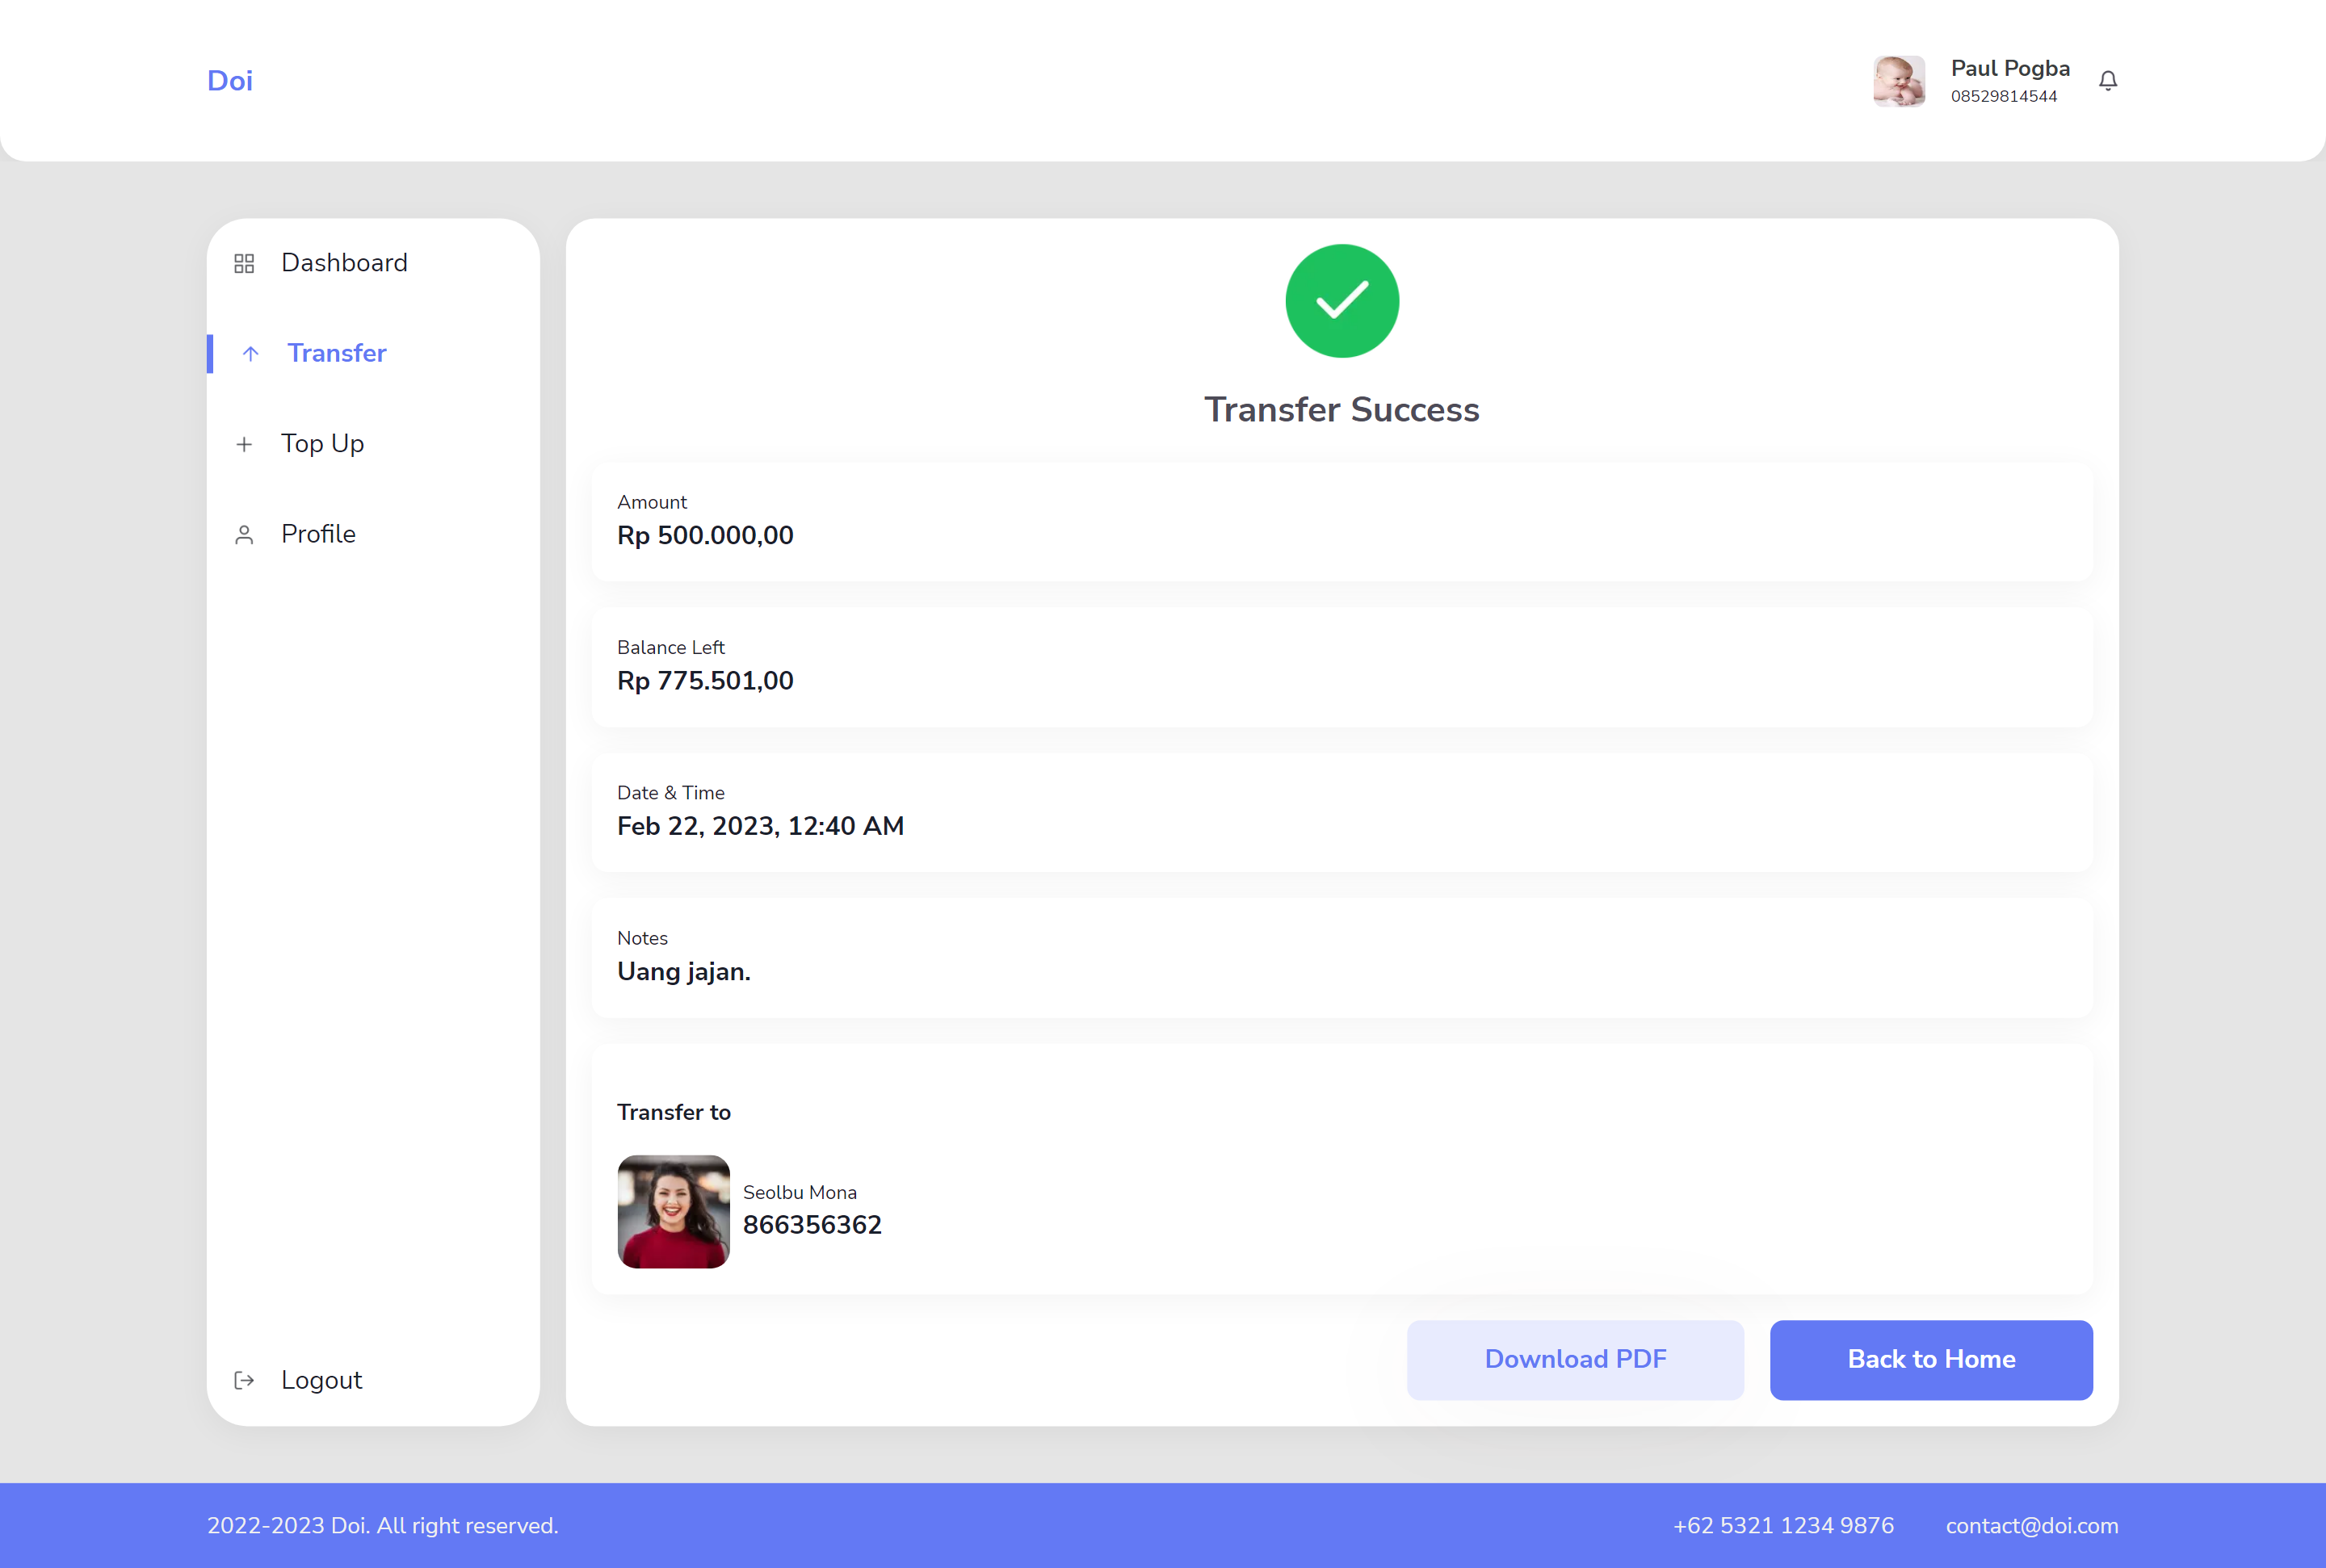 Doi
Paul Pogba
08529814544
Dashboard
Transfer
Top Up
Profile
Logout
Transfer Success
Amount
Rp 500.000,00
Balance Left
Rp 775.501,00
Date & Time
Feb 22, 2023, 12:40 AM
Notes
Uang jajan.
Transfer to
Seolbu Mona
866356362
Download PDF
Back to Home
2022-2023 Doi. All right reserved.
+62 5321 1234 9876
contact@doi.com